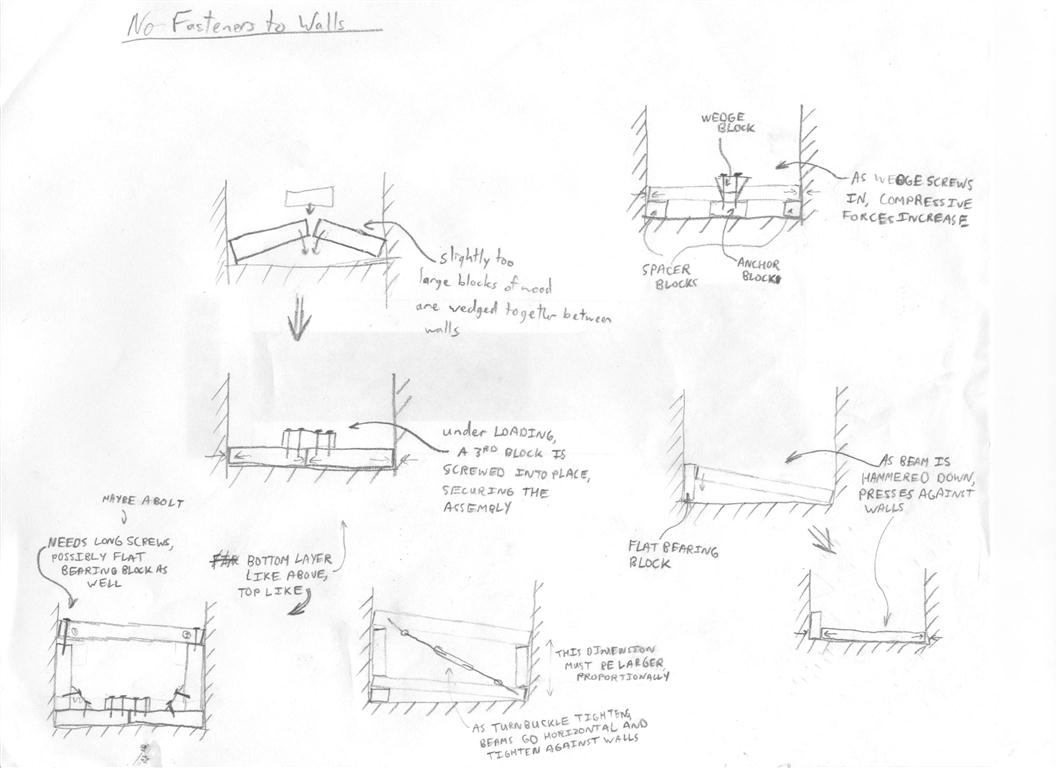 No Fasteners to Walls
WEDGE
BLOCK
AS WEDGE SCREWS
IN, COMPRESSIVE
FORCES INCREASE
SPACER
BLOCKS
ANCHOR
BLOCK
slightly too
large blocks of wood
are wedged together between
walls
under LOADING,
A 3RD BLOCK IS
SCREWED INTO PLACE,
SECURING THE
ASSEMBLY
AS BEAM IS
HAMMERED DOWN,
PRESSES AGAINST
WALLS
FLAT BEARING
BLOCK
MAYBE A BOLT
NEEDS LONG SCREWS,
POSSIBLY FLAT
BEARING BLOCK AS
WELL
BOTTOM LAYER
LIKE ABOVE,
TOP LIKE
THIS DIMENSION
MUST BE LARGER,
PROPORTIONALLY
AS TURNBUCKLE TIGHTENS,
BEAMS GO HORIZONTAL AND
TIGHTEN AGAINST WALLS